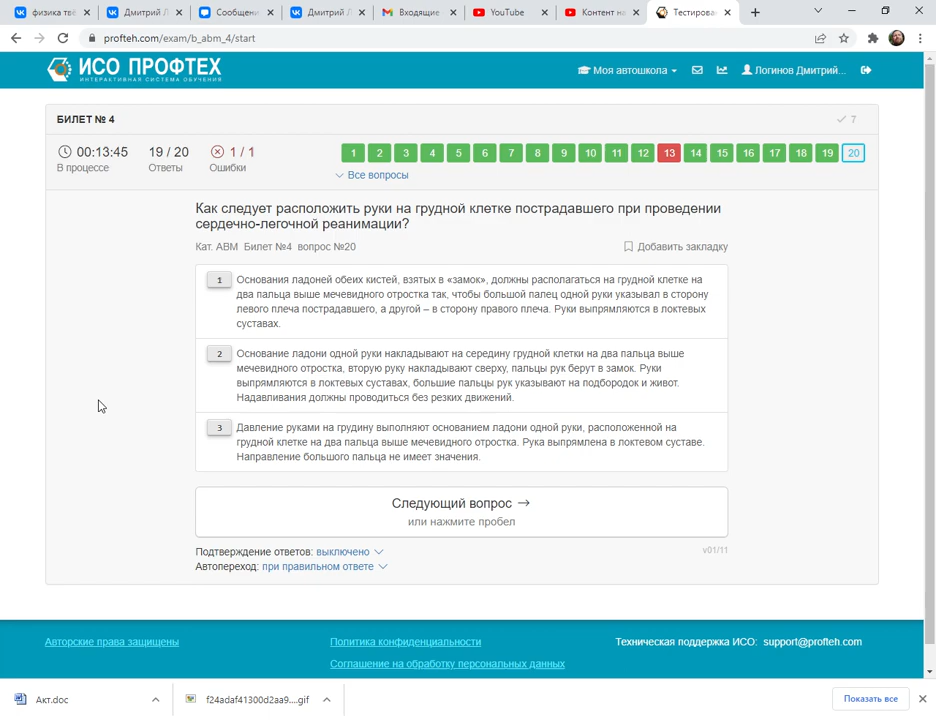 физика твё
Дмитрий Л
Сообщени
Дмитрий Л
Входящие
YouTube
Контент на
Тестирова
profteh.com/exam/b_abm_4/start
ИСО ПРОФТЕХ
ИНТЕРАКТИВНАЯ СИСТЕМА ОБУЧЕНИЯ
Моя автошкола
Логинов Дмитрий...
БИЛЕТ № 4
7
00:13:45
В процессе
19 / 20
Ответы
1 / 1
Ошибки
1 2 3 4 5 6 7 8 9 10 11 12 13 14 15 16 17 18 19 20
Все вопросы
Как следует расположить руки на грудной клетке пострадавшего при проведении
сердечно-легочной реанимации?
Кат. АВМ Билет №4 вопрос №20
Добавить закладку
1 Основания ладоней обеих кистей, взятых в «замок», должны располагаться на грудной клетке на
два пальца выше мечевидного отростка так, чтобы большой палец одной руки указывал в сторону
левого плеча пострадавшего, а другой – в сторону правого плеча. Руки выпрямляются в локтевых
суставах.
2 Основание ладони одной руки накладывают на середину грудной клетки на два пальца выше
мечевидного отростка, вторую руку накладывают сверху, пальцы рук берут в замок. Руки
выпрямляются в локтевых суставах, большие пальцы рук указывают на подбородок и живот.
Надавливания должны проводиться без резких движений.
3 Давление руками на грудину выполняют основанием ладони одной руки, расположенной на
грудной клетке на два пальца выше мечевидного отростка. Рука выпрямлена в локтевом суставе.
Направление большого пальца не имеет значения.
Следующий вопрос →
или нажмите пробел
Подтверждение ответов: выключено
v01/11
Автопереход: при правильном ответе
Авторские права защищены
Политика конфиденциальности
Техническая поддержка ИСО: support@profteh.com
Соглашение на обработку персональных данных
Акт.doc
f24adaf41300d2aa9....gif
Показать все